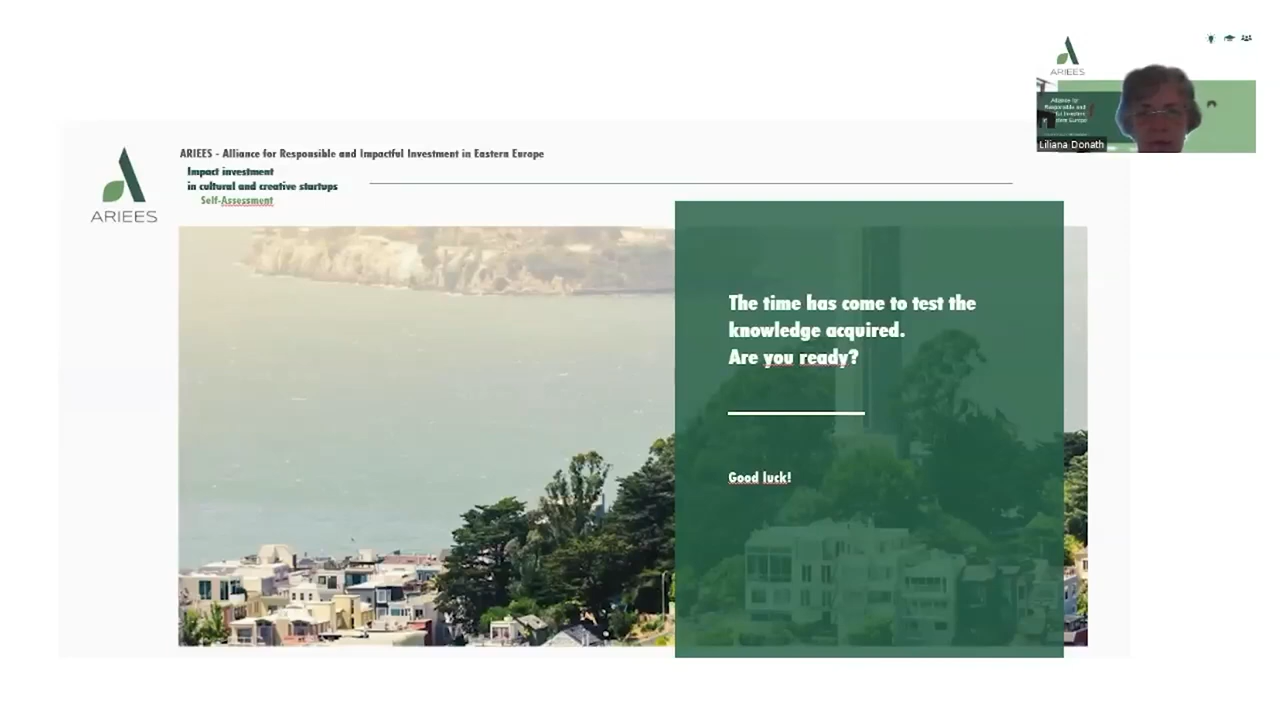 ARIEES
Liliana Donath
ARIEES - Alliance for Responsible and Impactful Investment in Eastern Europe
Impact investment
in cultural and creative startups
Self-Assessment
ARIEES
The time has come to test the
knowledge acquired.
Are you ready?
Good luck!